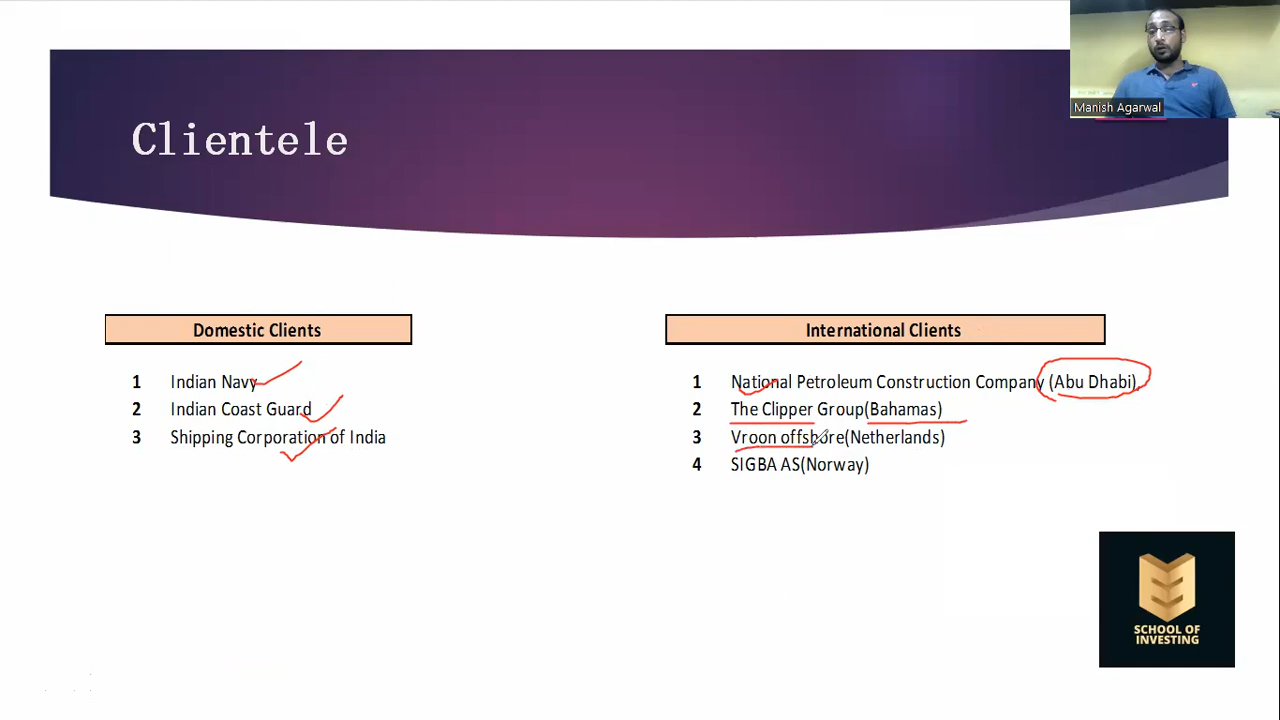 Manish Agarwal
Clientele
Domestic Clients
1 Indian Navy
2 Indian Coast Guard
3 Shipping Corporation of India
International Clients
1 National Petroleum Construction Company (Abu Dhabi)
2 The Clipper Group(Bahamas)
3 Vroon offshore(Netherlands)
4 SIGBA AS(Norway)
SCHOOL OF
INVESTING